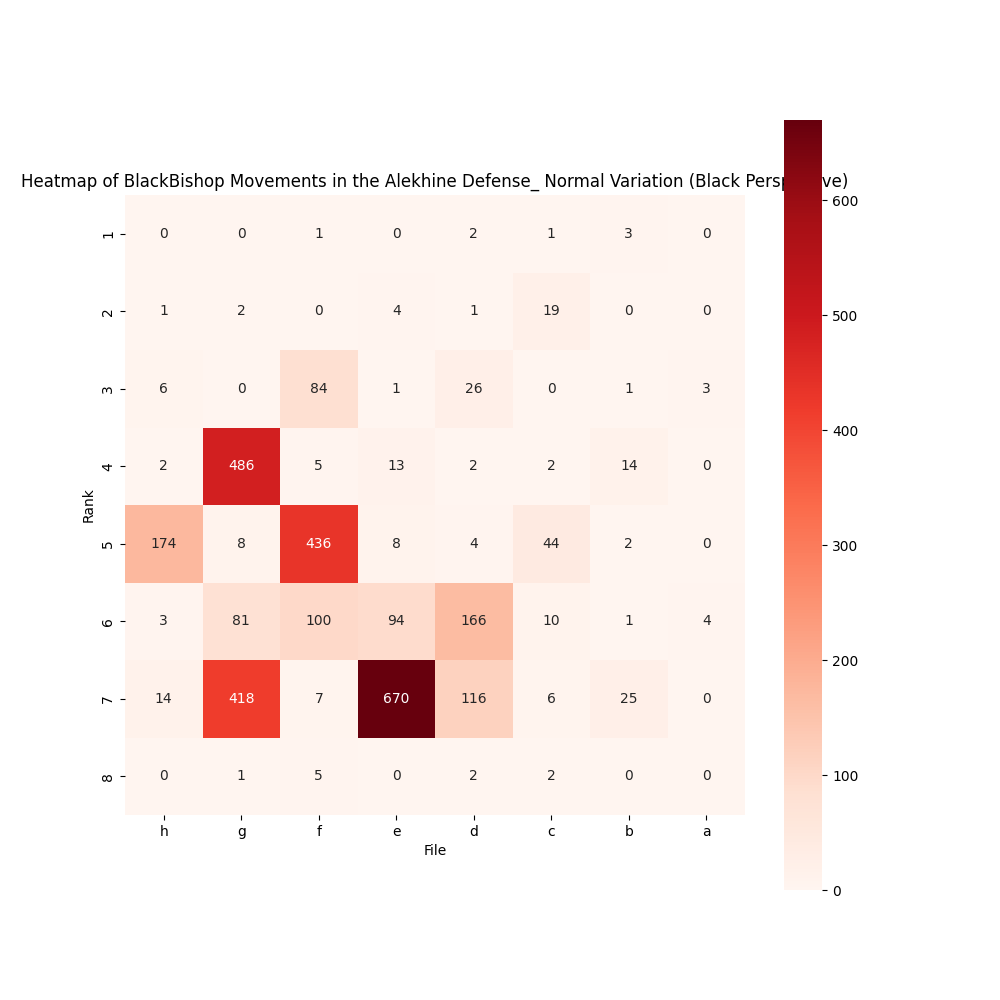 Heatmap of BlackBishop Movements in the Alekhine Defense_ Normal Variation (Black Perspective)
1 0 0 1 0 2 1 3 0
2 1 2 0 4 1 19 0 0
3 6 0 84 1 26 0 1 3
4 2 486 5 13 2 2 14 0
Rank
5 174 8 436 8 4 44 2 0
6 3 81 100 94 166 10 1 4
7 14 418 7 670 116 6 25 0
8 0 1 5 0 2 2 0 0
h g f e d c b a
File
600
500
400
300
200
100
0